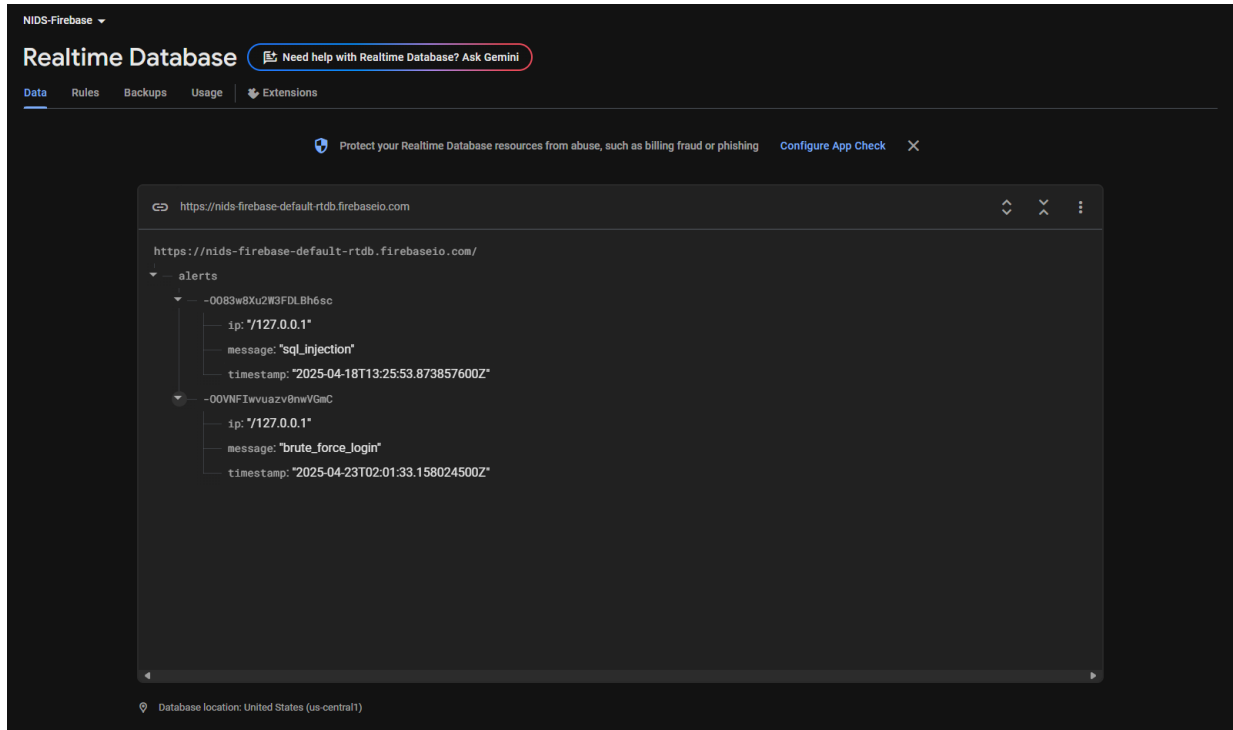 NIDS-Firebase
Realtime Database Need help with Realtime Database? Ask Gemini
Data Rules Backups Usage Extensions
Protect your Realtime Database resources from abuse, such as billing fraud or phishing Configure App Check
https://nids-firebase-default-rtdb.firebaseio.com
https://nids-firebase-default-rtdb.firebaseio.com/
alerts
-OO83w8Xu2W3FDLBh6sc
ip: "/127.0.0.1"
message: "sql_injection"
timestamp: "2025-04-18T13:25:53.873857600Z"
-OOVNFIwvuazv0nwVGmC
ip: "/127.0.0.1"
message: "brute_force_login"
timestamp: "2025-04-23T02:01:33.158024500Z"
Database location: United States (us-central1)